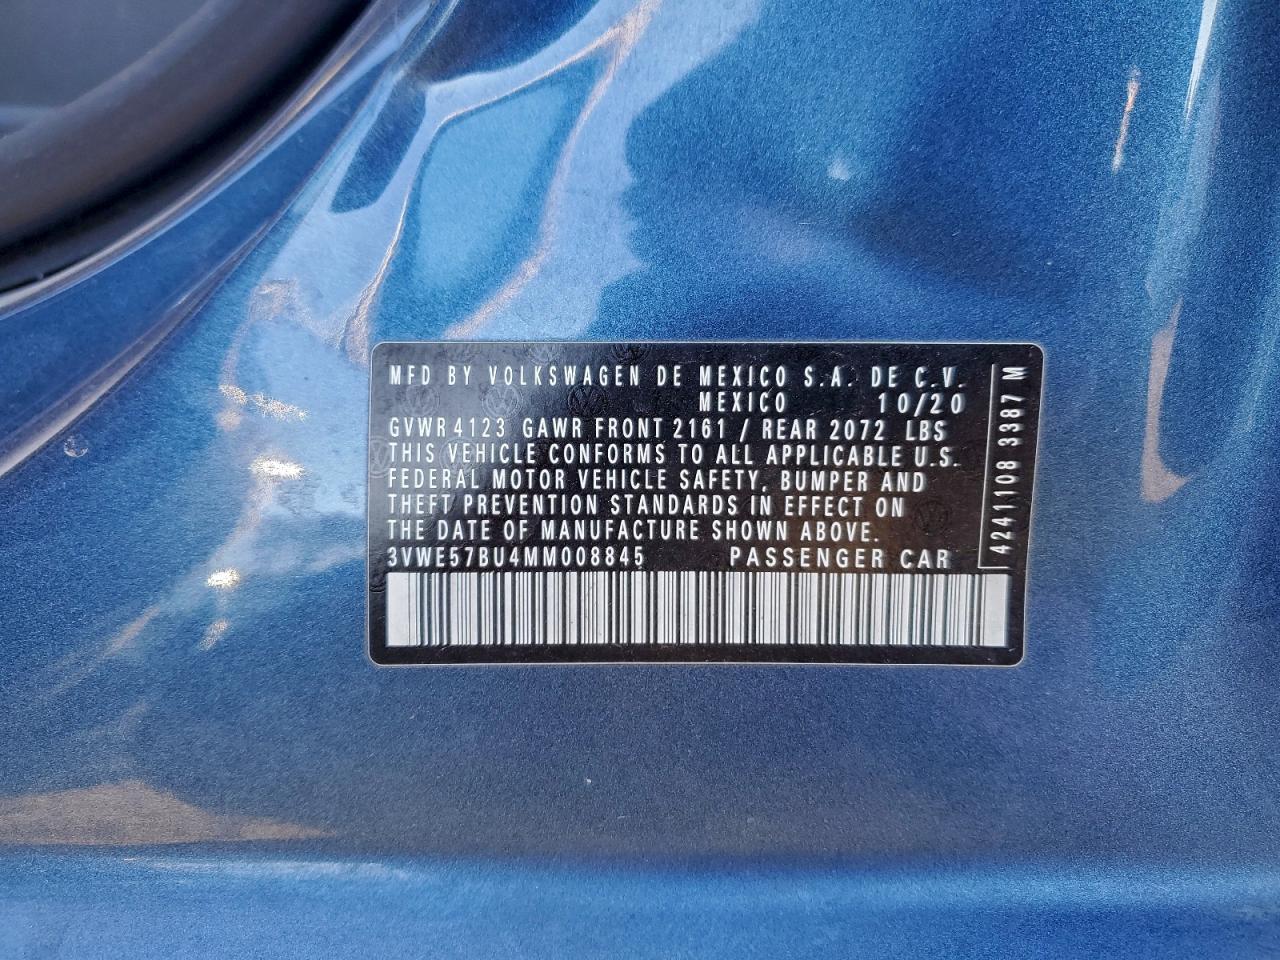 MFD BY VOLKSWAGEN DE MEXICO S.A. DE C.V.
MEXICO 10/20
GVWR 4123 GAWR FRONT 2161 / REAR 2072 LBS
THIS VEHICLE CONFORMS TO ALL APPLICABLE U.S.
FEDERAL MOTOR VEHICLE SAFETY, BUMPER AND
THEFT PREVENTION STANDARDS IN EFFECT ON
THE DATE OF MANUFACTURE SHOWN ABOVE.
3VWE57BU4MM008845 PASSENGER CAR
4241108 3387 M